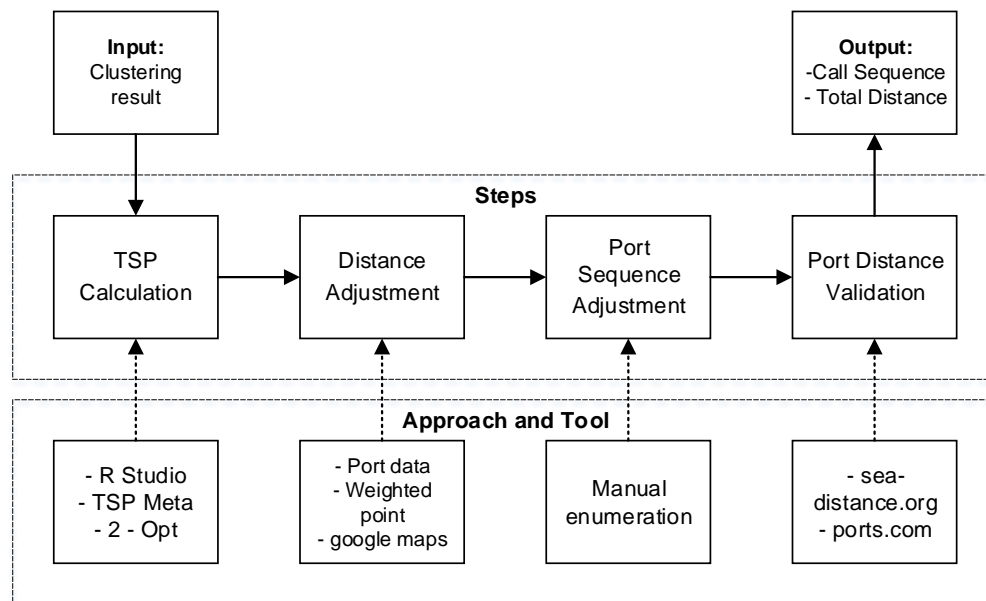 Input:
Clustering
result
Output:
-Call Sequence
- Total Distance
Steps
TSP
Calculation
Distance
Adjustment
Port
Sequence
Adjustment
Port Distance
Validation
Approach and Tool
- R Studio
- TSP Meta
- 2 - Opt
- Port data
- Weighted
point
- google maps
Manual
enumeration
- sea-
distance.org
- ports.com